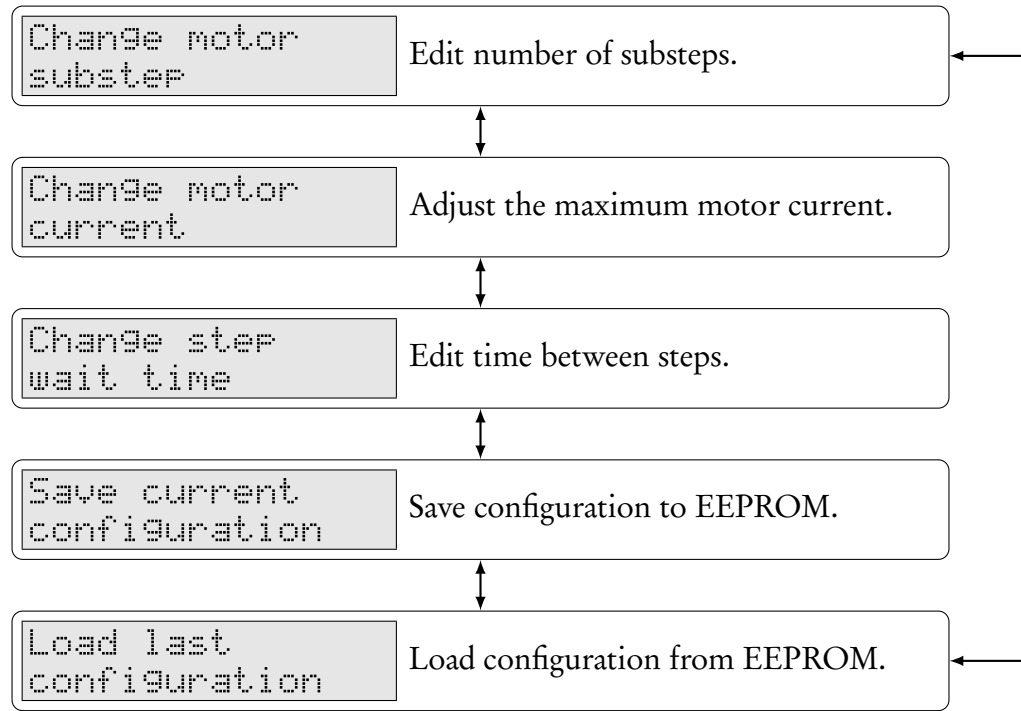 Change motor
substep
Edit number of substeps.
Change motor
current
Adjust the maximum motor current.
Change step
wait time
Edit time between steps.
Save current
configuration
Save configuration to EEPROM.
Load last
configuration
Load configuration from EEPROM.